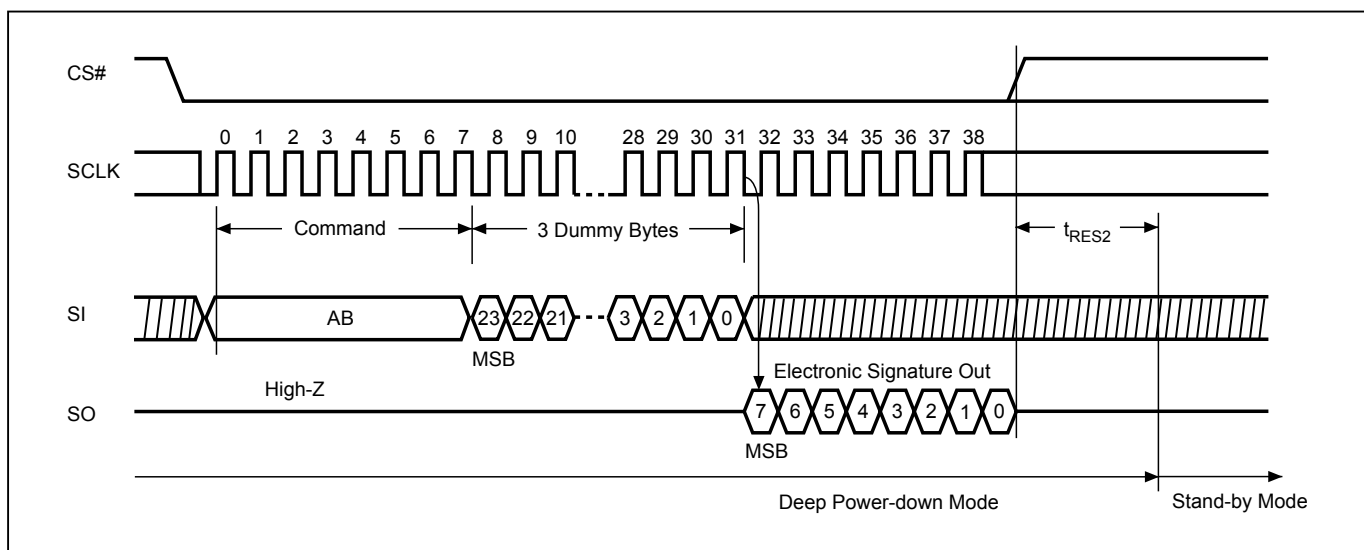 CS#
0 1 2 3 4 5 6 7 8 9 10 28 29 30 31 32 33 34 35 36 37 38
SCLK
Command
3 Dummy Bytes
tRES2
SI
AB
23 22 21 3 2 1 0
MSB
Electronic Signature Out
High-Z
SO
7 6 5 4 3 2 1 0
MSB
Deep Power-down Mode
Stand-by Mode